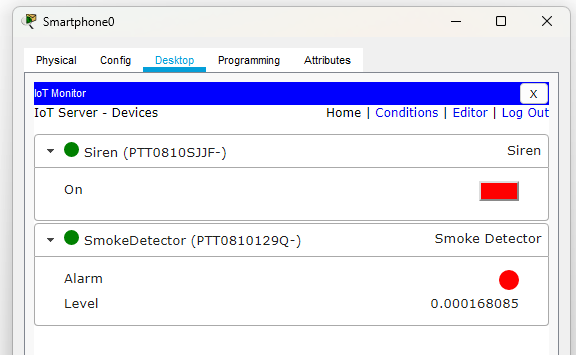 Smartphone0
Physical Config Desktop Programming Attributes
IoT Monitor X
IoT Server - Devices Home | Conditions | Editor | Log Out
Siren (PTT0810SJJF-) Siren
On
SmokeDetector (PTT0810129Q-) Smoke Detector
Alarm
Level 0.000168085